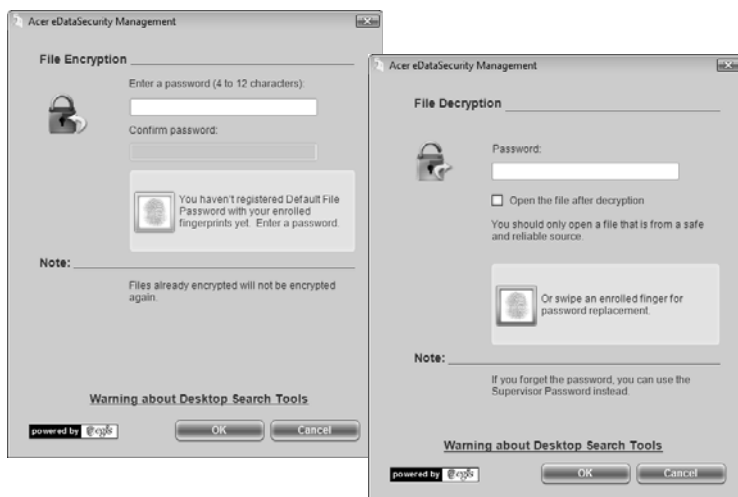 Acer eDataSecurity Management
File Encryption
Enter a password (4 to 12 characters):
Confirm password:
You haven't registered Default File
Password with your enrolled
fingerprints yet. Enter a password.
Note:
Files already encrypted will not be encrypted
again.
Warning about Desktop Search Tools
powered by egis
OK
Cancel
Acer eDataSecurity Management
File Decryption
Password:
Open the file after decryption
You should only open a file that is from a safe
and reliable source.
Or swipe an enrolled finger for
password replacement.
Note:
If you forget the password, you can use the
Supervisor Password instead.
Warning about Desktop Search Tools
powered by egis
OK
Cancel